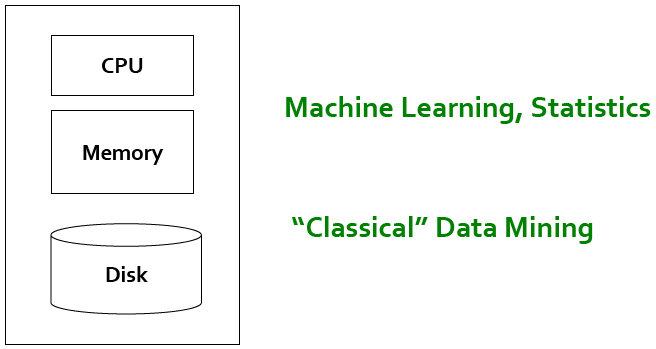 CPU
Machine Learning, Statistics
Memory
“Classical” Data Mining
Disk